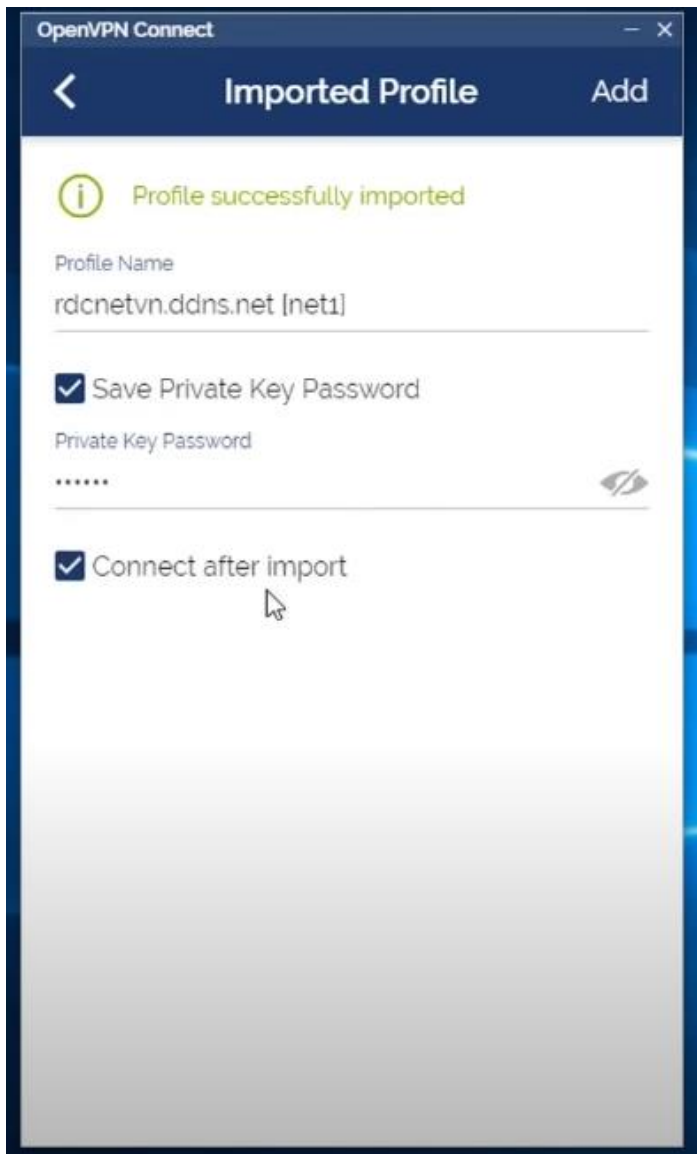 OpenVPN Connect
Imported Profile Add
Profile successfully imported
Profile Name
rdcnetvn.ddns.net [net1]
Save Private Key Password
Private Key Password
••••••
Connect after import